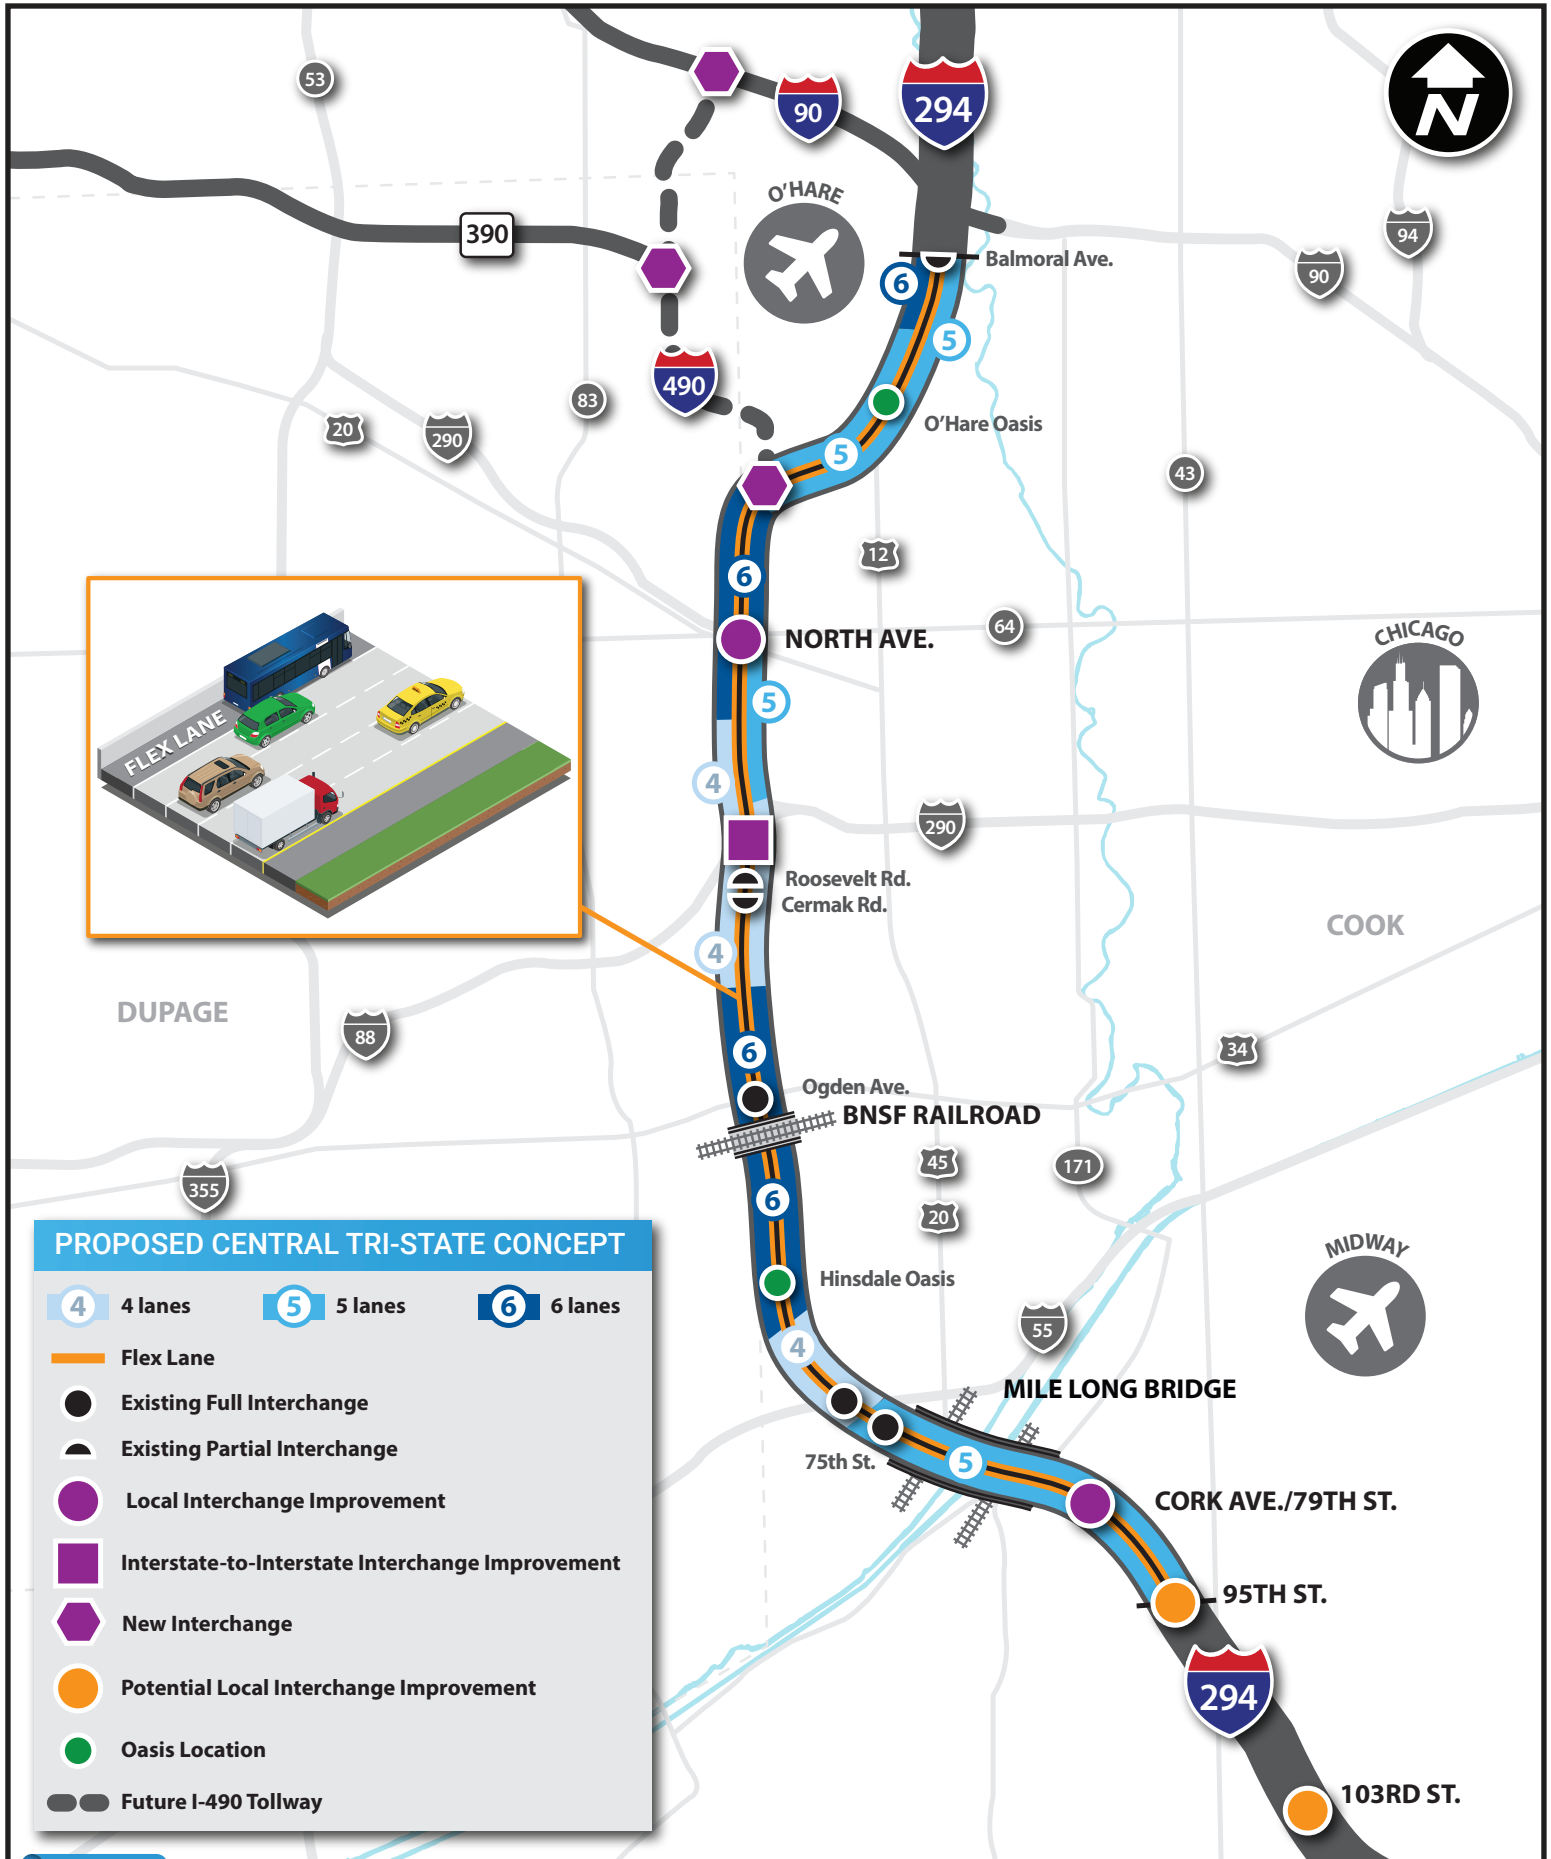 53
90
294
N
O'HARE
94
390
Balmoral Ave.
90
6
5
490
83
20
290
O'Hare Oasis
5
43
12
6
64
NORTH AVE.
CHICAGO
5
FLEX LANE
4
290
Roosevelt Rd.
Cermak Rd.
COOK
4
DUPAGE
88
6
34
Ogden Ave.
BNSF RAILROAD
45
171
355
6
20
MIDWAY
Hinsdale Oasis
55
4
MILE LONG BRIDGE
75th St.
5
CORK AVE./79TH ST.
95TH ST.
294
103RD ST.
PROPOSED CENTRAL TRI-STATE CONCEPT
4 4 lanes 5 5 lanes 6 6 lanes
Flex Lane
Existing Full Interchange
Existing Partial Interchange
Local Interchange Improvement
Interstate-to-Interstate Interchange Improvement
New Interchange
Potential Local Interchange Improvement
Oasis Location
Future I-490 Tollway